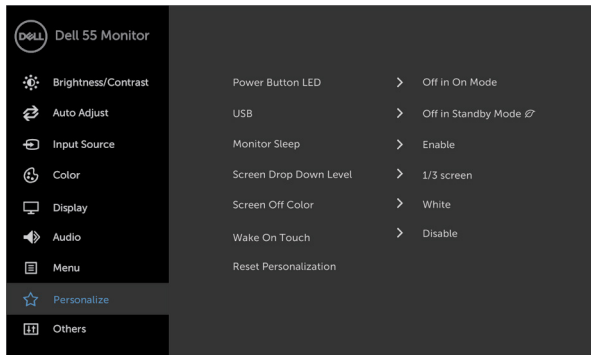 DELL Dell 55 Monitor
Brightness/Contrast
Auto Adjust
Input Source
Color
Display
Audio
Menu
Personalize
Others
Power Button LED > Off in On Mode
USB > Off in Standby Mode
Monitor Sleep > Enable
Screen Drop Down Level > 1/3 screen
Screen Off Color > White
Wake On Touch > Disable
Reset Personalization